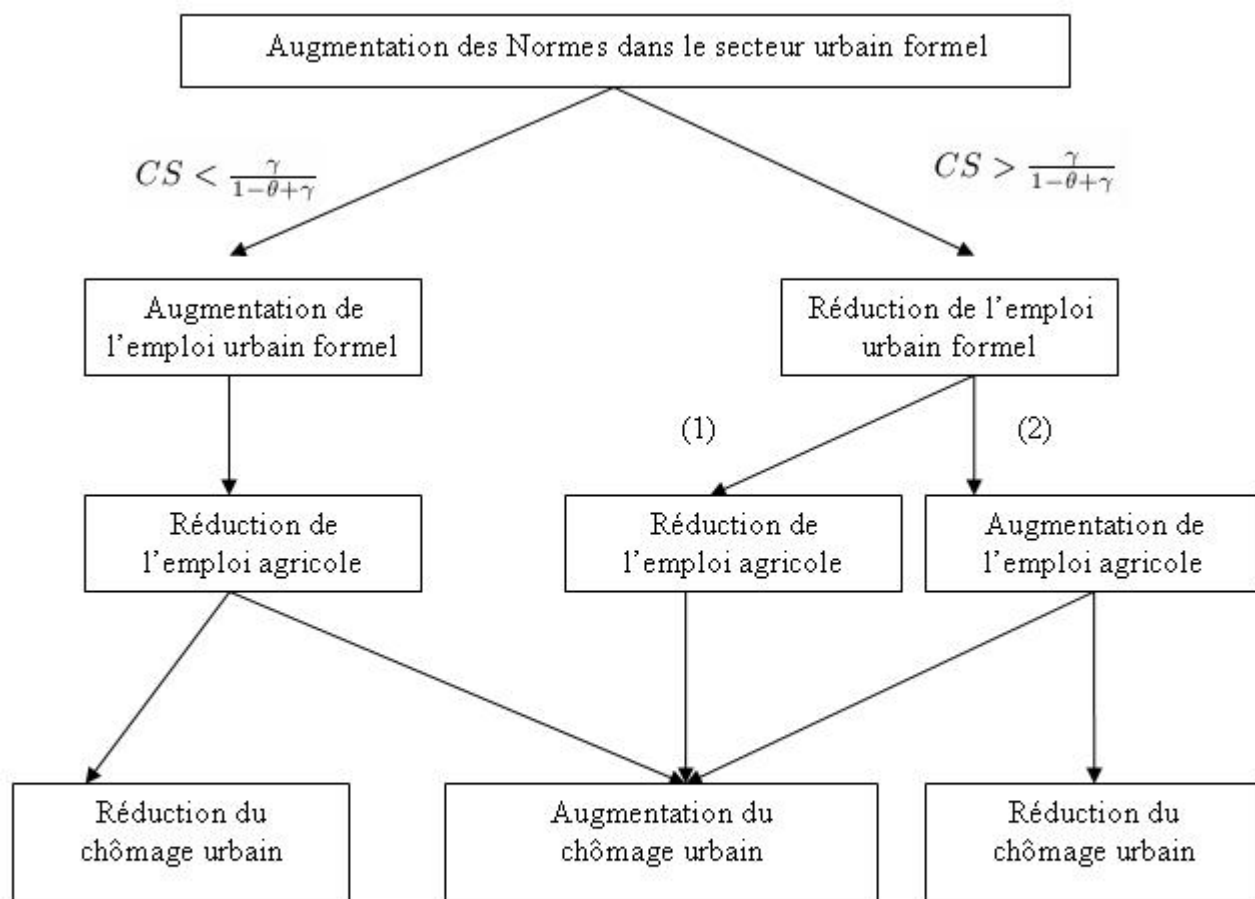 Augmentation des Normes dans le secteur urbain formel
CS < γ/(1−θ+γ)
CS > γ/(1−θ+γ)
Augmentation de
l’emploi urbain formel
Réduction de l’emploi
urbain formel
(1)
(2)
Réduction de
l’emploi agricole
Réduction de
l’emploi agricole
Augmentation de
l’emploi agricole
Réduction du
chômage urbain
Augmentation du
chômage urbain
Réduction du
chômage urbain